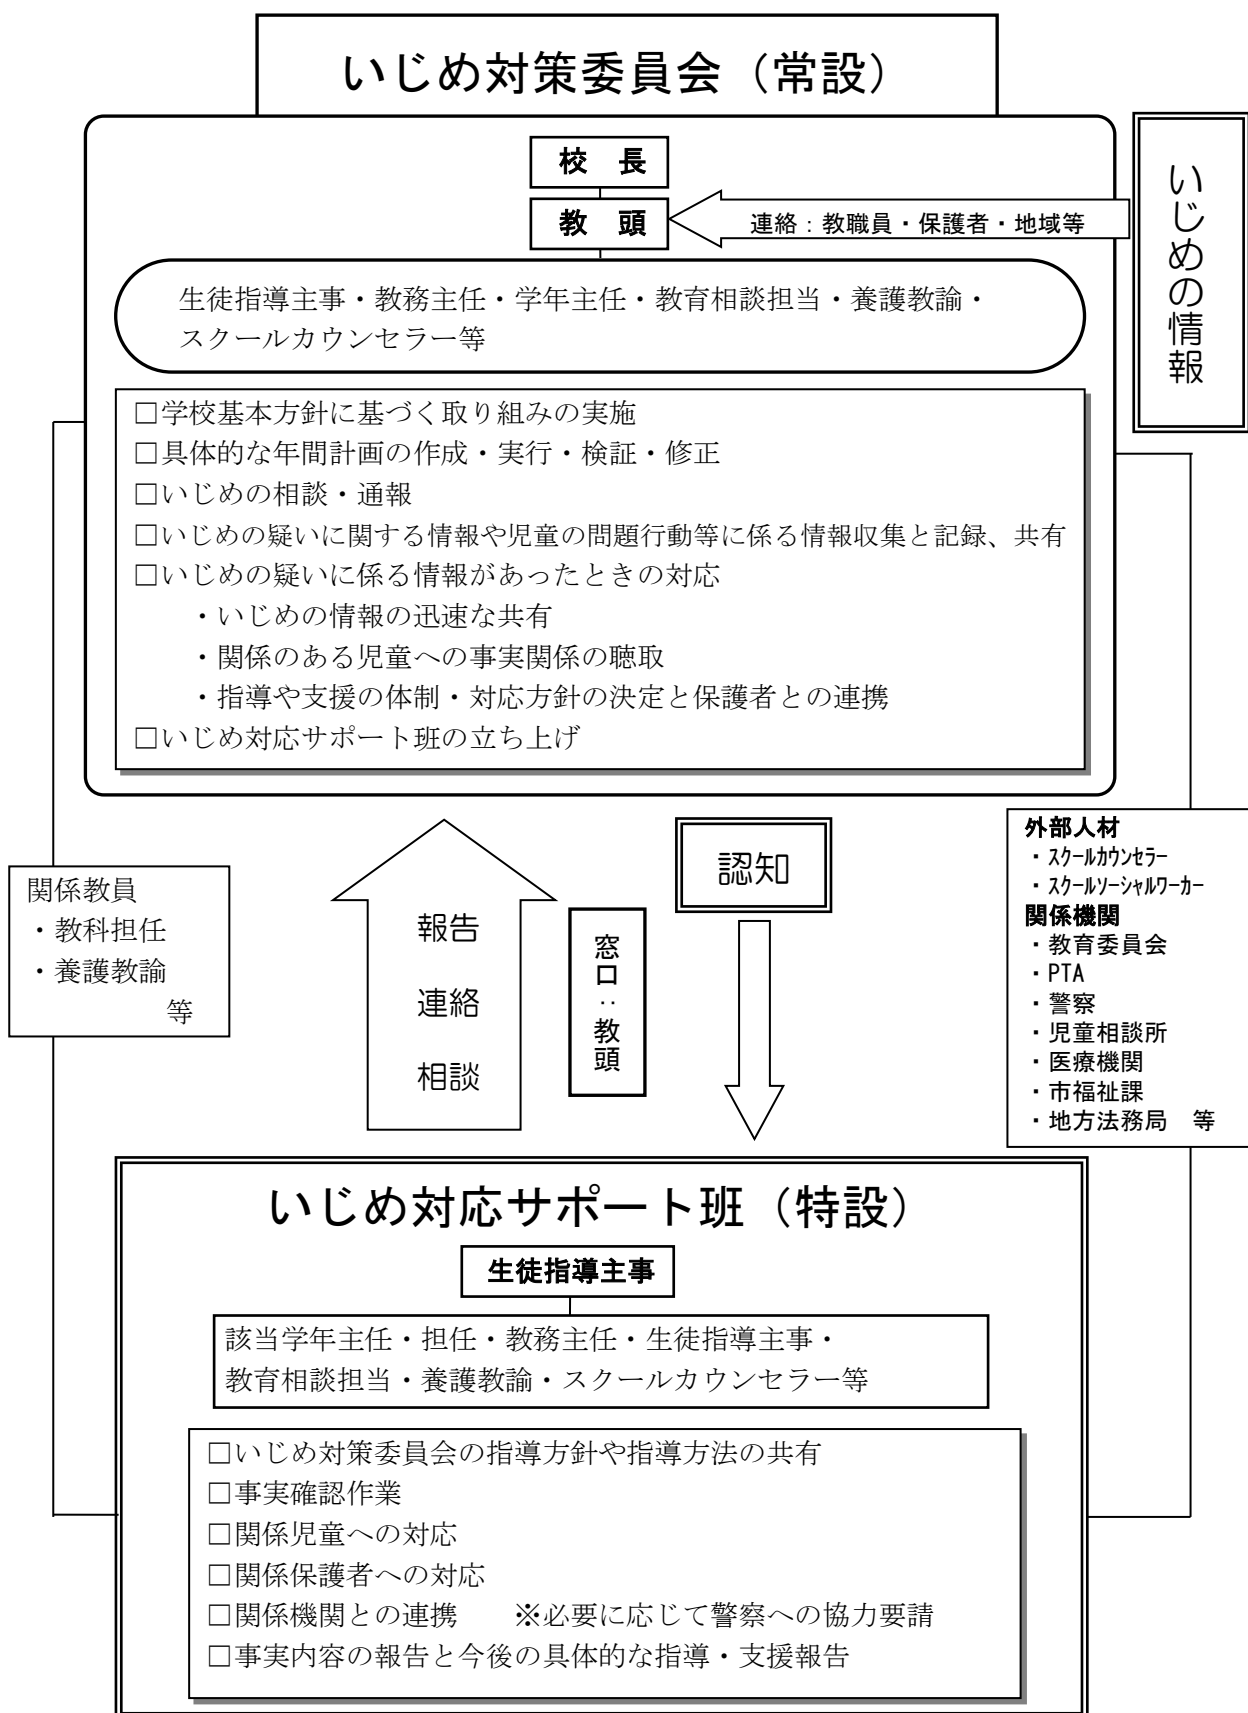 いじめ対策委員会（常設）
校　長
教　頭
連絡：教職員・保護者・地域等
いじめの情報
生徒指導主事・教務主任・学年主任・教育相談担当・養護教諭・
スクールカウンセラー等
□学校基本方針に基づく取り組みの実施
□具体的な年間計画の作成・実行・検証・修正
□いじめの相談・通報
□いじめの疑いに関する情報や児童の問題行動等に係る情報収集と記録、共有
□いじめの疑いに係る情報があったときの対応
・いじめの情報の迅速な共有
・関係のある児童への事実関係の聴取
・指導や支援の体制・対応方針の決定と保護者との連携
□いじめ対応サポート班の立ち上げ
関係教員
・教科担任
・養護教諭
等
報告
連絡
相談
窓口：教頭
認知
外部人材
・スクールカウンセラー
・スクールソーシャルワーカー
関係機関
・教育委員会
・PTA
・警察
・児童相談所
・医療機関
・市福祉課
・地方法務局　等
いじめ対応サポート班（特設）
生徒指導主事
該当学年主任・担任・教務主任・生徒指導主事・
教育相談担当・養護教諭・スクールカウンセラー等
□いじめ対策委員会の指導方針や指導方法の共有
□事実確認作業
□関係児童への対応
□関係保護者への対応
□関係機関との連携　　※必要に応じて警察への協力要請
□事実内容の報告と今後の具体的な指導・支援報告